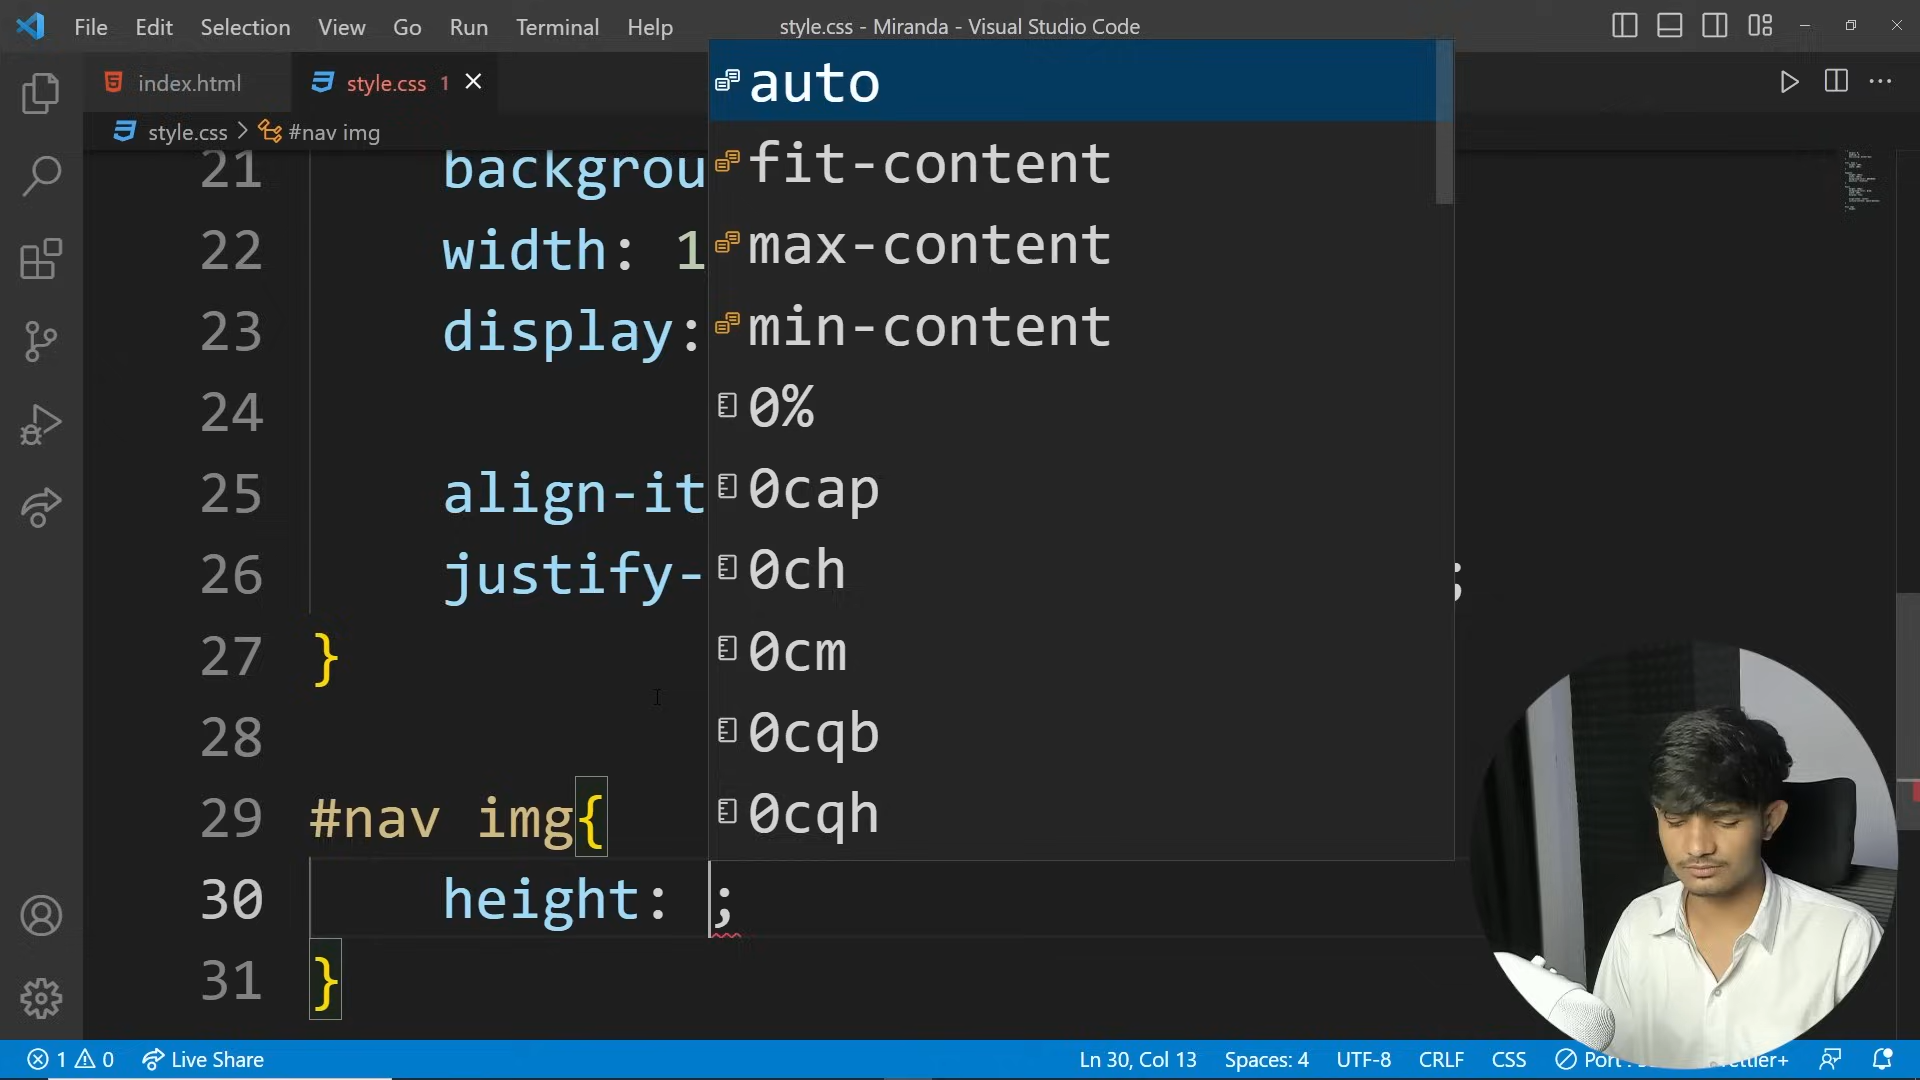 File Edit Selection View Go Run Terminal Help style.css - Miranda - Visual Studio Code
index.html style.css 1
style.css > #nav img
21 backgrou
22 width: 1
23 display:
24
25 align-it
26 justify- ;
27 }
28
29 #nav img{
30 height: ;
31 }
auto
fit-content
max-content
min-content
0%
0cap
0ch
0cm
0cqb
0cqh
1 0 Live Share Ln 30, Col 13 Spaces: 4 UTF-8 CRLF CSS Port :